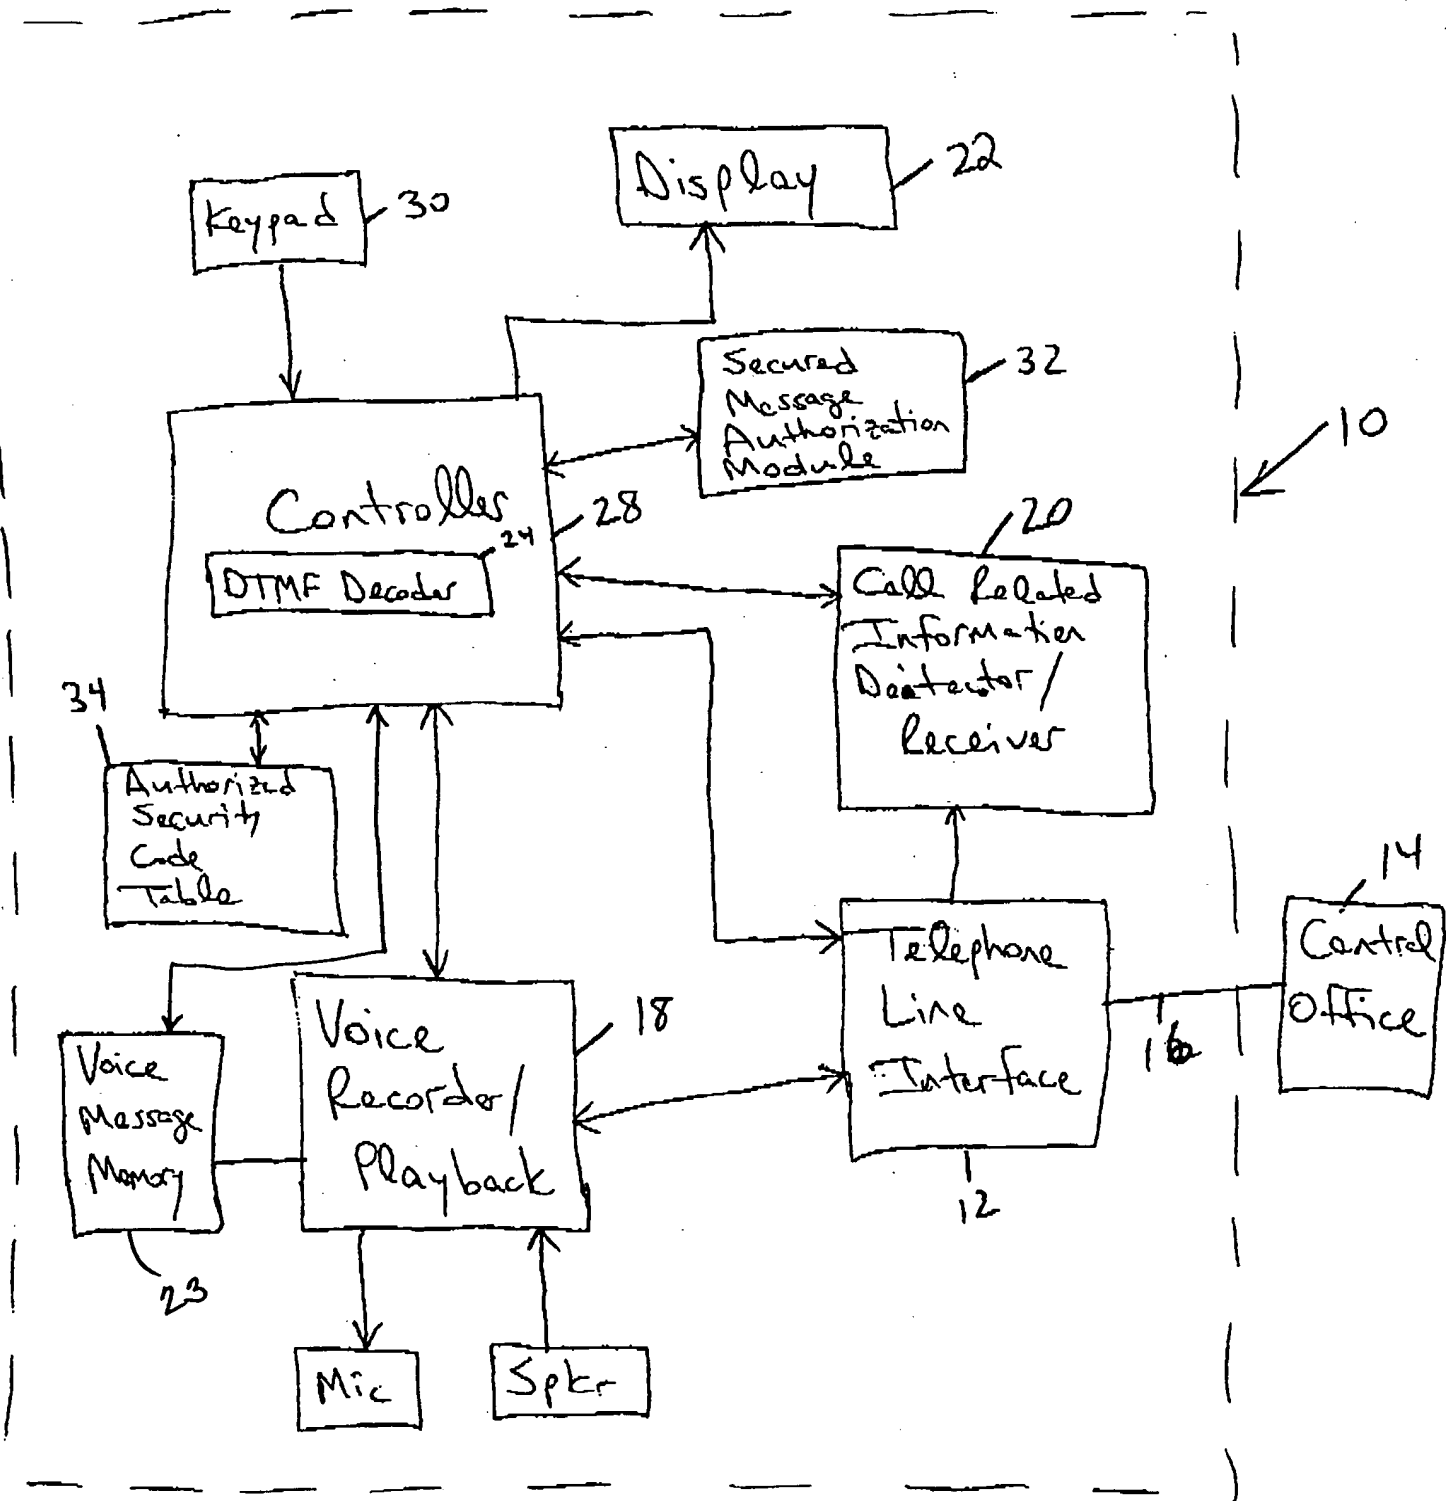 Display
22
Keypad
30
Secured
Message
Authorization
Module
32
10
Controller
28
24
DTMF Decoder
20
Call Related
Information
Detector/
Receiver
34
Authorized
Security
Code
Table
14
Central
Office
Telephone
Line
Interface
16
12
Voice
Recorder/
Playback
18
Voice
Message
Memory
23
Mic
Spkr